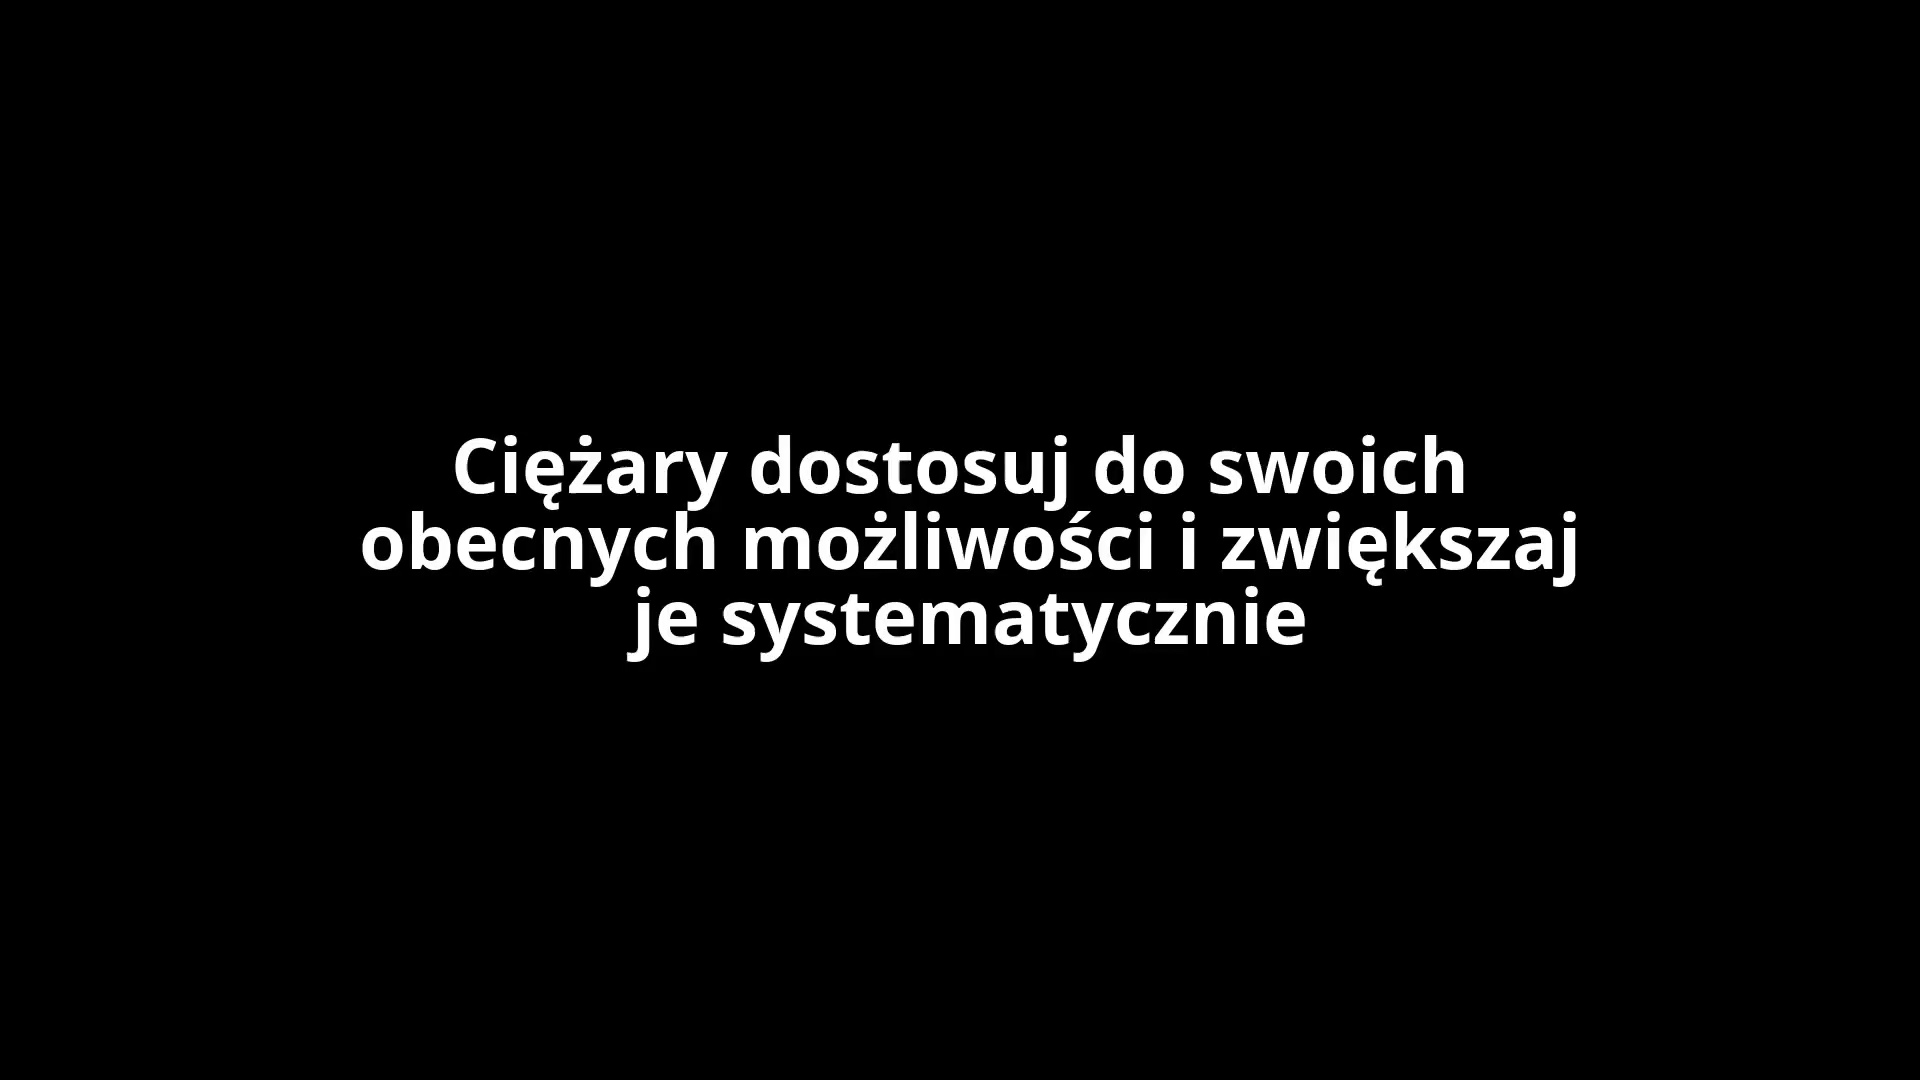 Ciężary dostosuj do swoich
obecnych możliwości i zwiększaj
je systematycznie